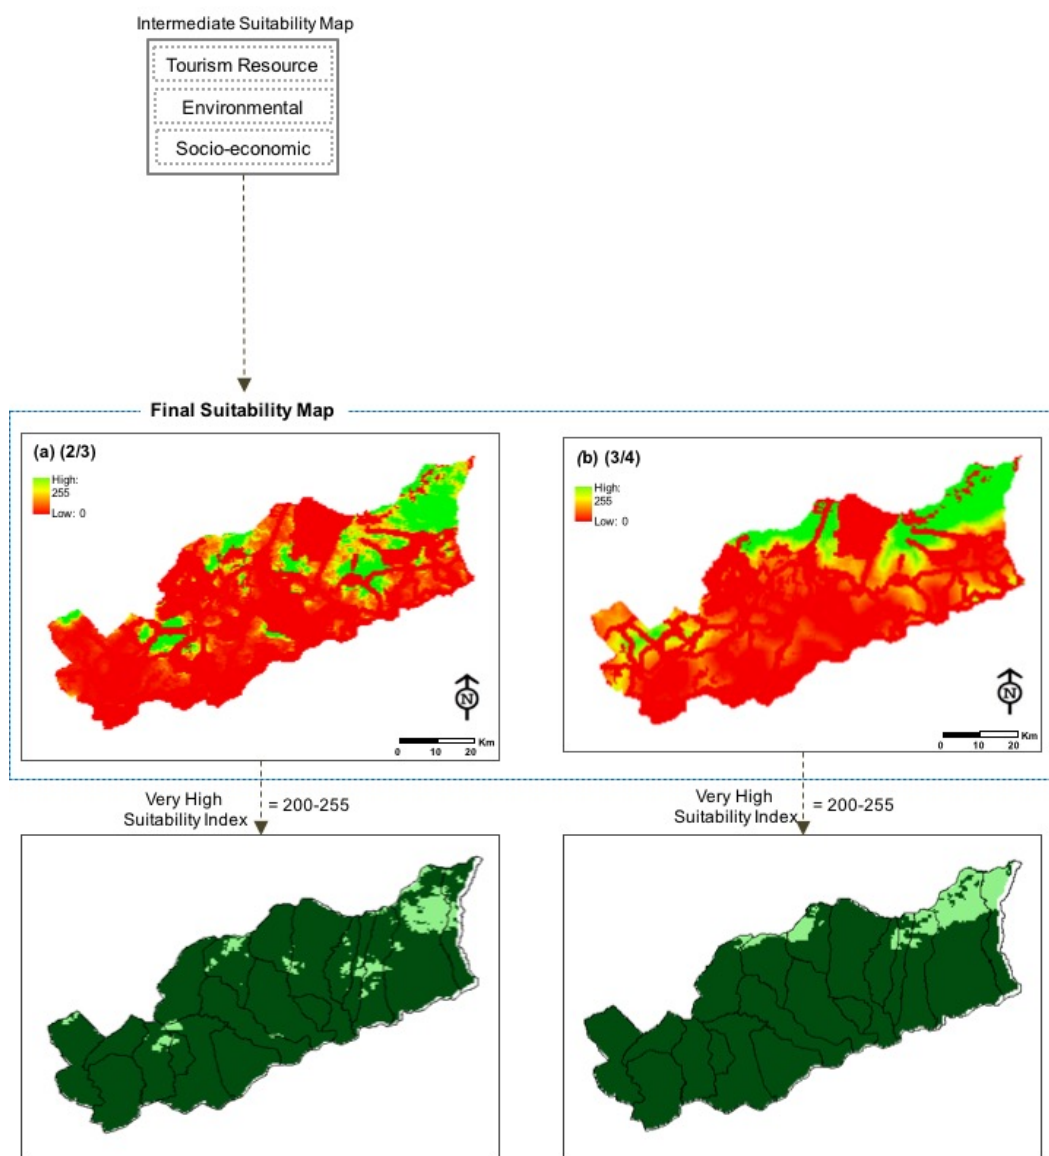 Intermediate Suitability Map
Tourism Resource
Environmental
Socio-economic
Final Suitability Map
(a) (2/3)
High:
255
Low: 0
N
0 10 20 Km
(b) (3/4)
High:
255
Low: 0
N
0 10 20 Km
Very High
Suitability Index
= 200-255
Very High
Suitability Index
= 200-255